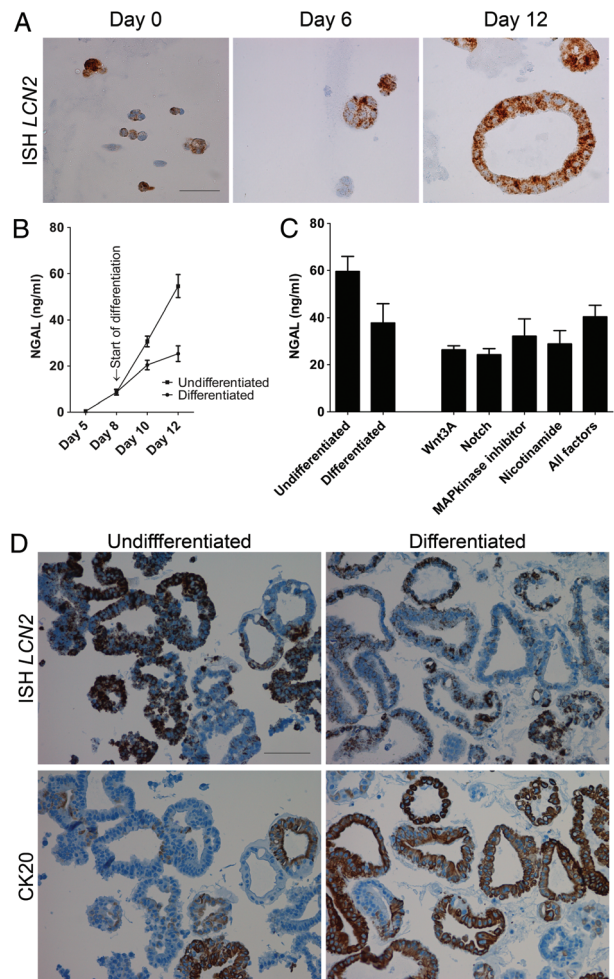 A
Day 0
Day 6
Day 12
ISH LCN2
B
NGAL (ng/ml)
80
60
40
20
0
Start of differentiation
Undifferentiated
Differentiated
Day 5
Day 8
Day 10
Day 12
C
NGAL (ng/ml)
80
60
40
20
0
Undifferentiated
DIfferentiated
Wnt3A
Notch
MAPkinase inhibitor
Nicotinamide
All factors
D
Undiffferentiated
Differentiated
ISH LCN2
CK20